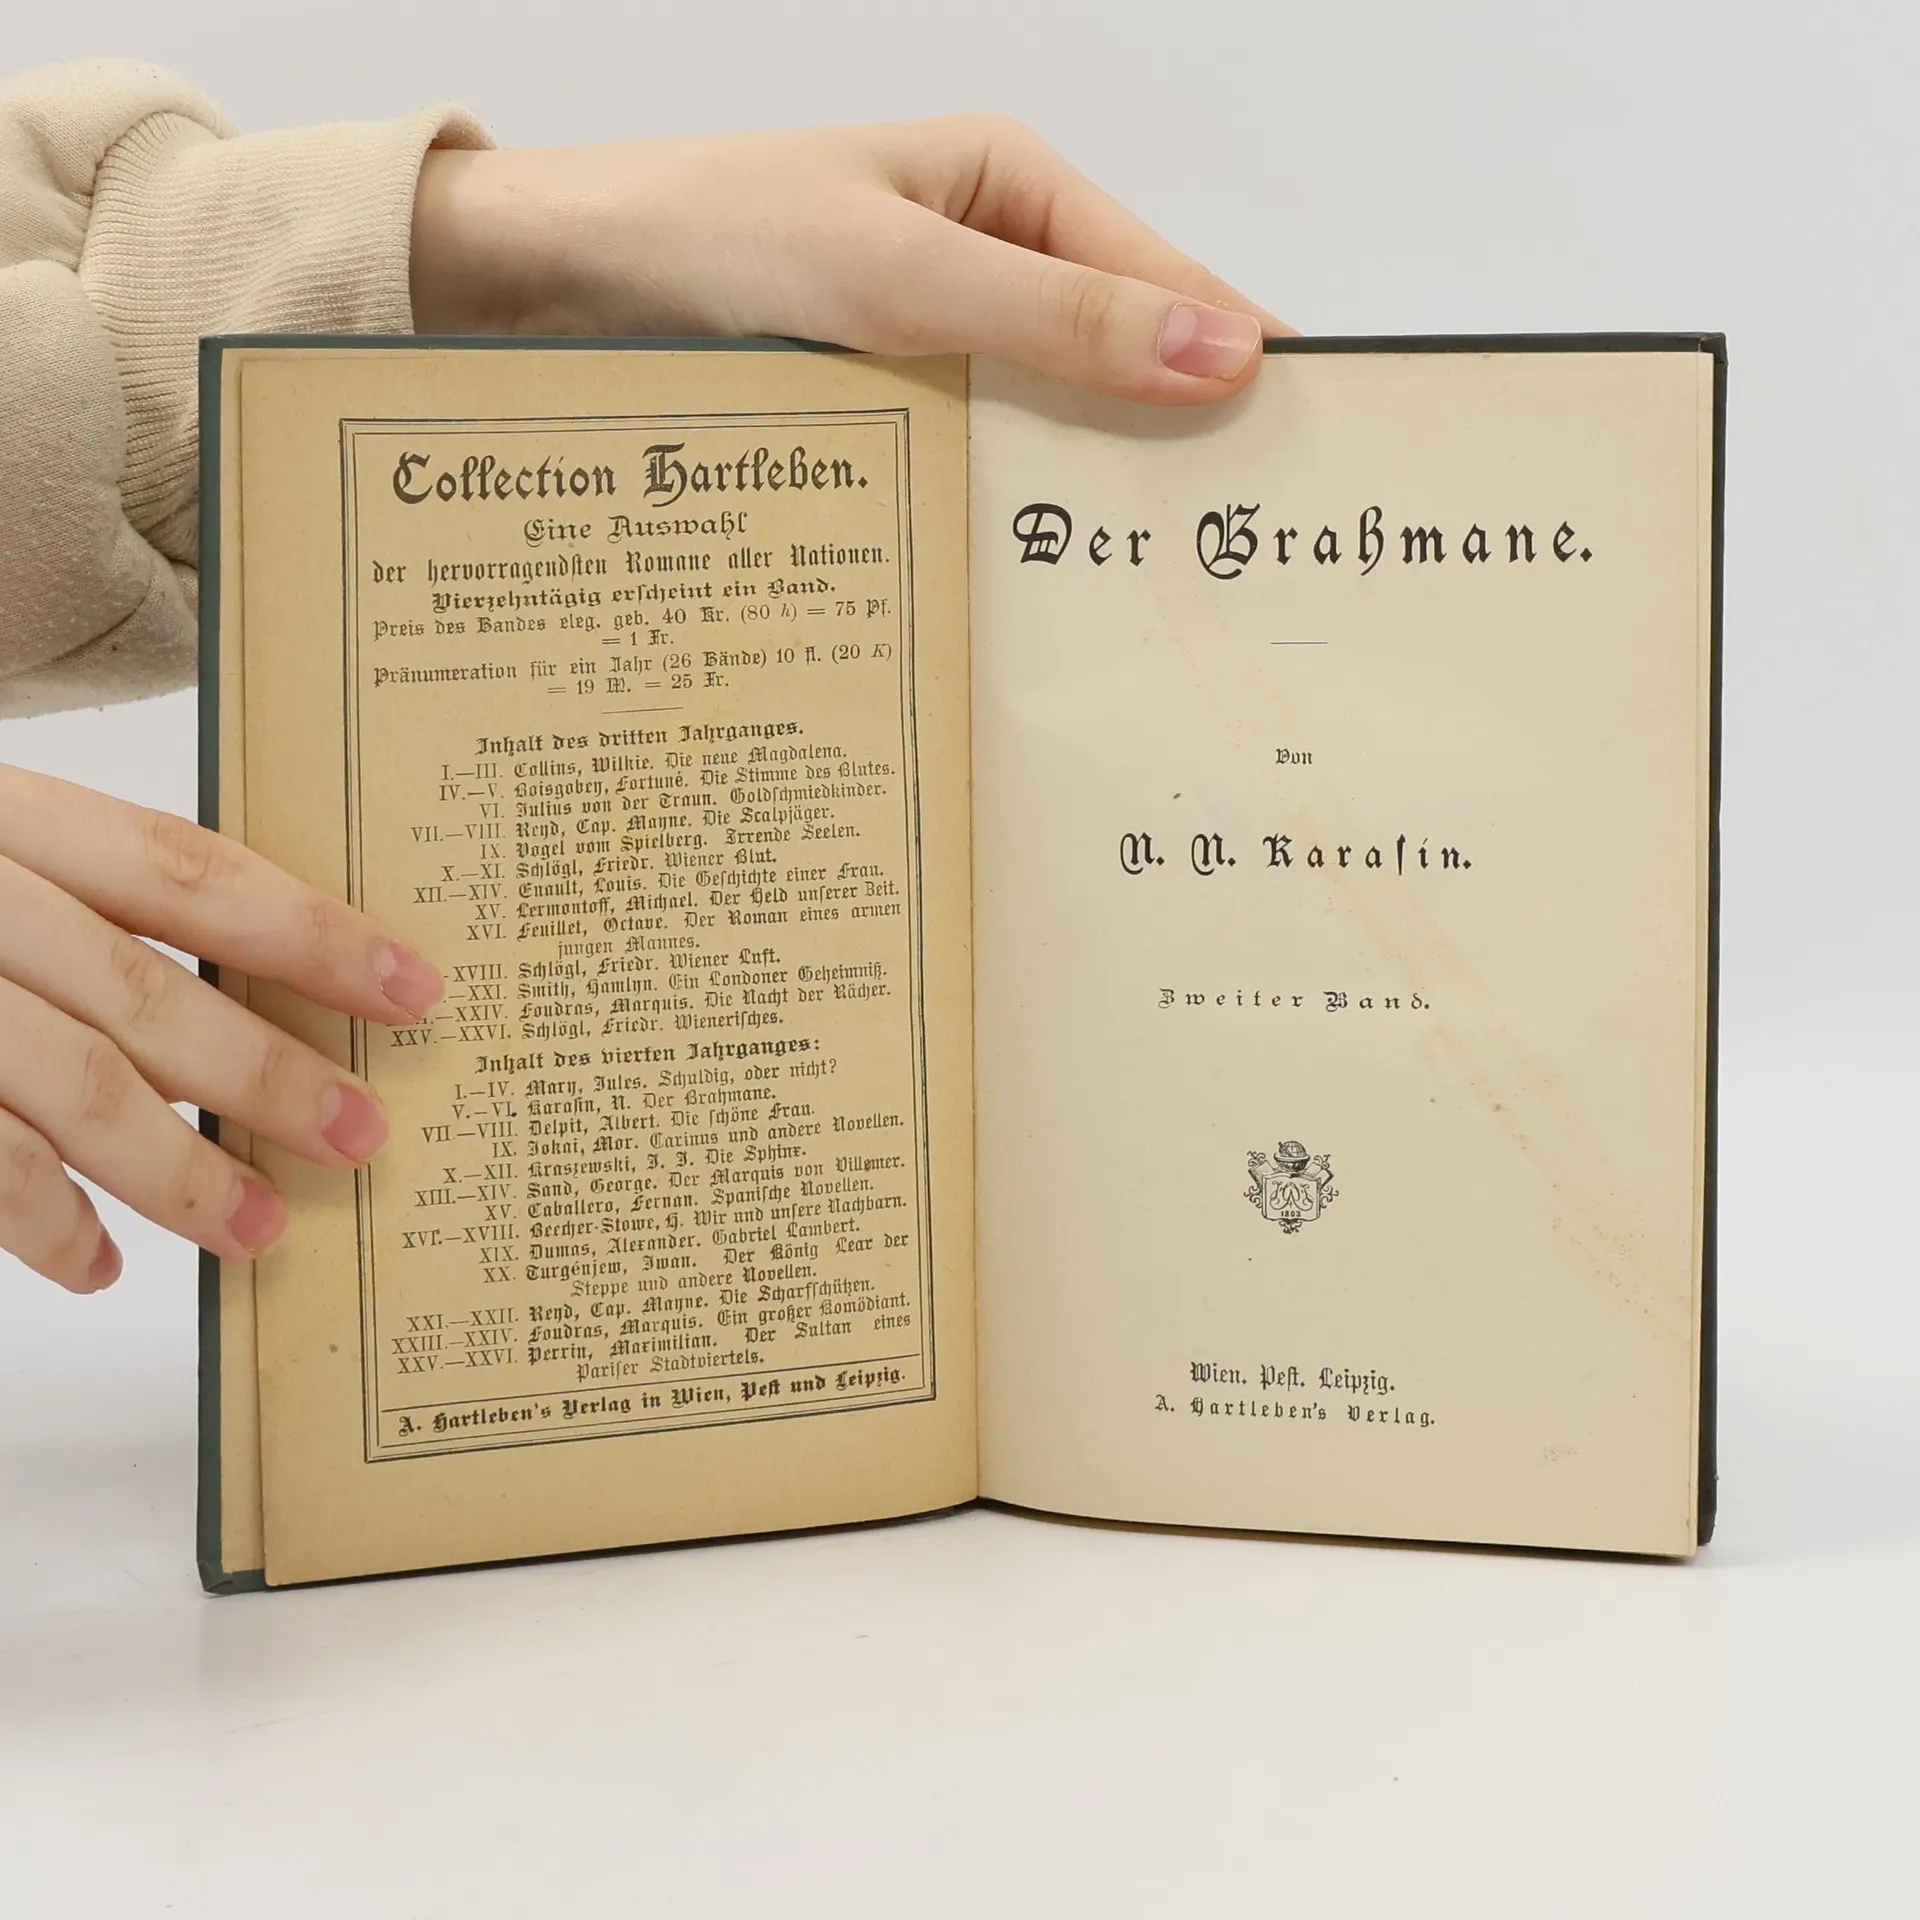 Collection Hartleben.
Eine Auswahl
der hervorragendſten Romane aller Nationen.
Vierzehntägig erſcheint ein Band.
Preis des Bandes eleg. geb. 40 Kr. (80 h) = 75 Pf.
= 1 Fr.
Pränumeration für ein Jahr (26 Bände) 10 fl. (20 K)
= 19 M. = 25 Fr.
Inhalt des dritten Jahrganges.
I.—III. Collins, Wilkie. Die neue Magdalena.
IV.—V. Boisgobey, Fortuné. Die Stimme des Blutes.
VI. Julius von der Traun. Goldſchmiedkinder.
VII.—VIII. Reyd, Cap. Mayne. Die Scalpjäger.
IX. Vogel vom Spielberg. Irrende Seelen.
X.—XI. Schlögl, Friedr. Wiener Blut.
XII.—XIV. Enault, Louis. Die Geſchichte einer Frau.
XV. Lermontoff, Michael. Der Held unſerer Zeit.
XVI. Feuillet, Octave. Der Roman eines armen
jungen Mannes.
-XVIII. Schlögl, Friedr. Wiener Luft.
—XXI. Smith, Hamlyn. Ein Londoner Geheimniß.
—XXIV. Foudras, Marquis. Die Nacht der Rächer.
XXV.—XXVI. Schlögl, Friedr. Wieneriſches.
Inhalt des vierten Jahrganges:
I.—IV. Mary, Jules. Schuldig, oder nicht?
V.—VI. Karaſin, N. Der Brahmane.
VII.—VIII. Delpit, Albert. Die ſchöne Frau.
IX. Jokai, Mor. Carinus und andere Novellen.
X.—XII. Kraszewski, J. I. Die Sphinx.
XIII.—XIV. Sand, George. Der Marquis von Villemer.
XV. Caballero, Fernan. Spaniſche Novellen.
XVI.—XVIII. Beecher-Stowe, H. Wir und unſere Nachbarn.
XIX. Dumas, Alexander. Gabriel Lambert.
XX. Turgénjew, Iwan. Der König Lear der
Steppe und andere Novellen.
XXI.—XXII. Reyd, Cap. Mayne. Die Scharfſchützen.
XXIII.—XXIV. Foudras, Marquis. Ein großer Komödiant.
XXV.—XXVI. Perrin, Maximilian. Der Sultan eines
Pariſer Stadtviertels.
A. Hartleben's Verlag in Wien, Peſt und Leipzig.
Der Brahmane.
Von
N. N. Karaſin.
Zweiter Band.
1803
Wien. Peſt. Leipzig.
A. Hartleben's Verlag.